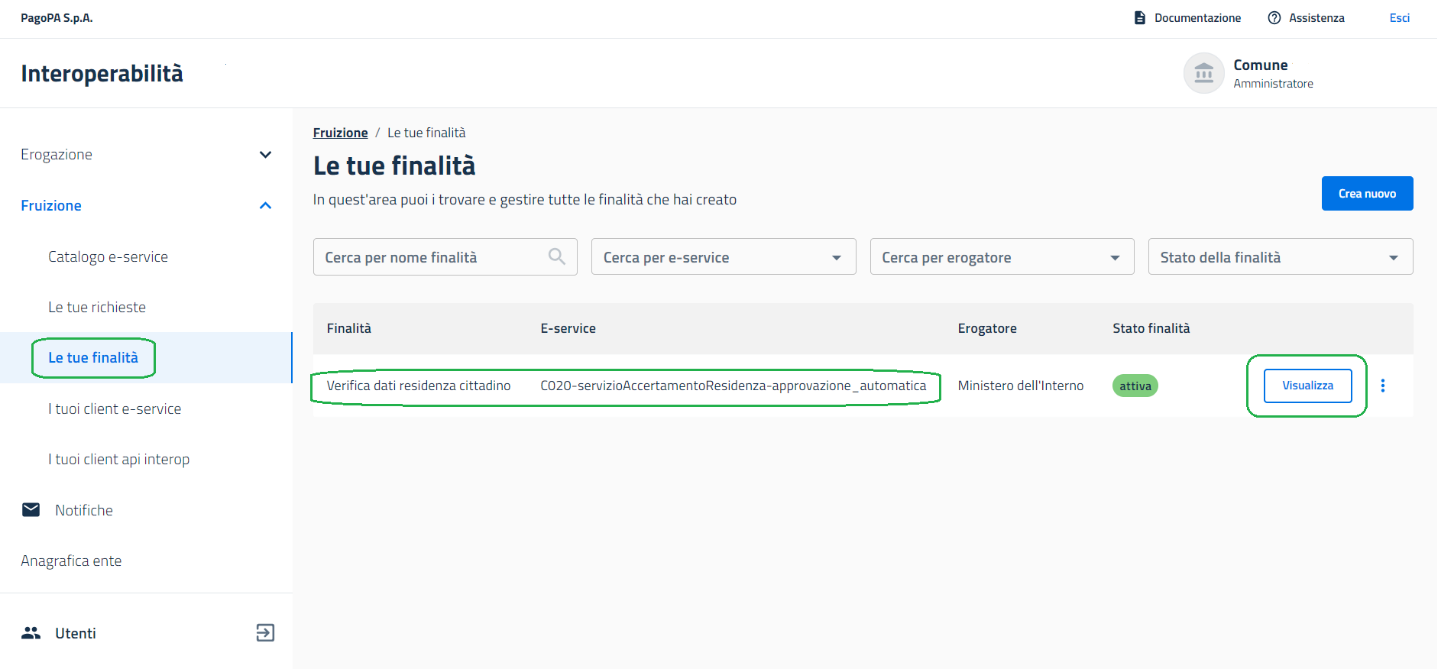 PagoPA S.p.A.
Documentazione
Assistenza
Esci
Interoperabilità
Comune
Amministratore
Erogazione
Fruizione
Catalogo e-service
Le tue richieste
Le tue finalità
I tuoi client e-service
I tuoi client api interop
Notifiche
Anagrafica ente
Utenti
Fruizione / Le tue finalità
Le tue finalità
In quest'area puoi i trovare e gestire tutte le finalità che hai creato
Crea nuovo
Cerca per nome finalità
Cerca per e-service
Cerca per erogatore
Stato della finalità
Finalità E-service Erogatore Stato finalità
Verifica dati residenza cittadino C020-servizioAccertamentoResidenza-approvazione_automatica Ministero dell'Interno attiva Visualizza